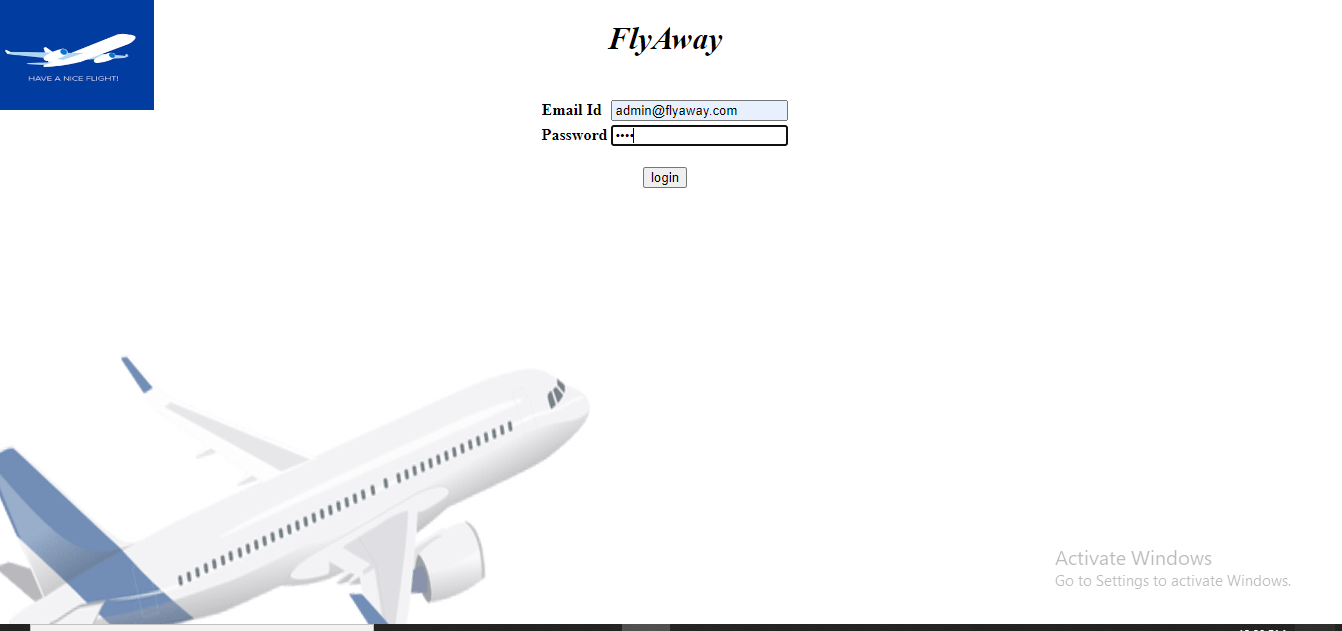 HAVE A NICE FLIGHT!
FlyAway
Email Id admin@flyaway.com
Password ••••
login
Activate Windows
Go to Settings to activate Windows.